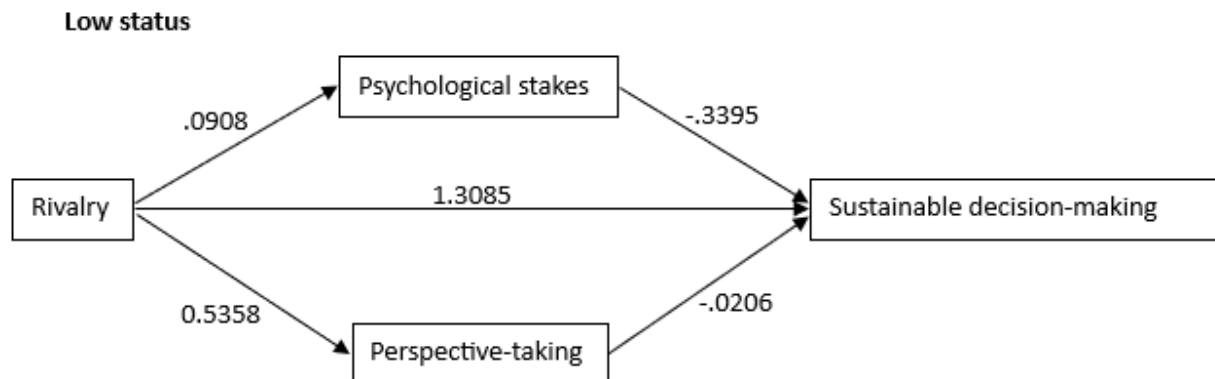 Low status
Psychological stakes
.0908
-.3395
Rivalry
1.3085
Sustainable decision-making
0.5358
-.0206
Perspective-taking